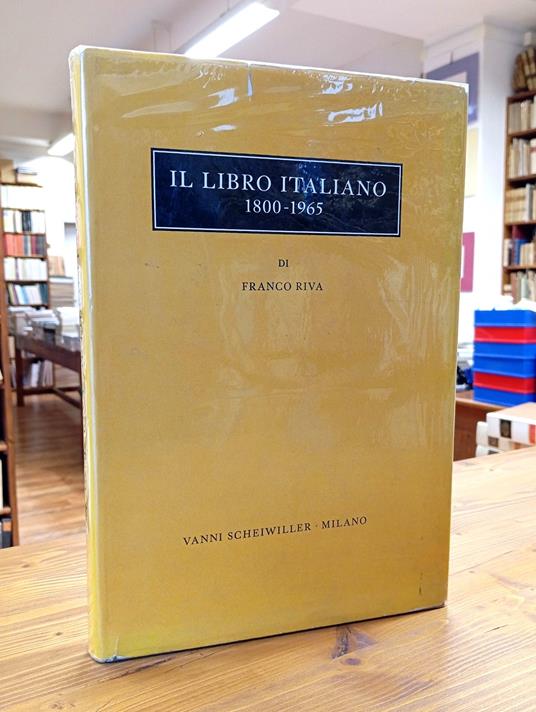 IL LIBRO ITALIANO
1800-1965
DI
FRANCO RIVA
VANNI SCHEIWILLER · MILANO